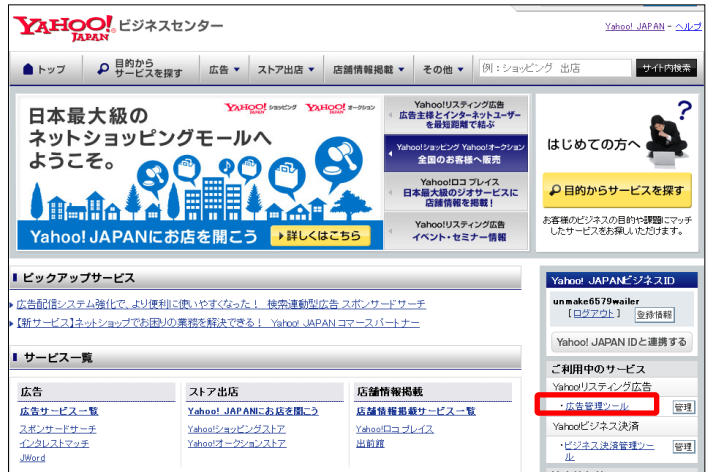 YAHOO! JAPAN ビジネスセンター
Yahoo! JAPAN - ヘルプ
トップ
目的から
サービスを探す
広告 ▼
ストア出店 ▼
店舗情報掲載 ▼
その他 ▼
例：ショッピング 出店
サイト内検索
日本最大級の
ネットショッピングモールへ
ようこそ。
YAHOO! JAPAN ショッピング YAHOO! JAPAN オークション
Yahoo! JAPANにお店を開こう
詳しくはこちら
Yahoo!リスティング広告
広告主様とインターネットユーザー
を最短距離で結ぶ
Yahoo!ショッピング Yahoo!オークション
全国のお客様へ販売
Yahoo!ロコ プレイス
日本最大級のジオサービスに
店舗情報を掲載！
Yahoo!リスティング広告
イベント・セミナー情報
はじめての方へ
?
目的からサービスを探す
お客様のビジネスの目的や課題にマッチ
したサービスをお探しいただけます。
ピックアップサービス
広告配信システム強化で、より便利に使いやすくなった！ 検索連動型広告 スポンサードサーチ
【新サービス】ネットショップでお困りの業務を解決できる！ Yahoo! JAPAN コマースパートナー
サービス一覧
広告
広告サービス一覧
スポンサードサーチ
インタレストマッチ
JWord
ストア出店
Yahoo! JAPANにお店を開こう
Yahoo!ショッピングストア
Yahoo!オークションストア
店舗情報掲載
店舗情報掲載サービス一覧
Yahoo!ロコ プレイス
出前館
Yahoo! JAPANビジネスID
unmake6579wailer
[ログアウト] 登録情報
Yahoo! JAPAN IDと連携する
ご利用中のサービス
Yahoo!リスティング広告
・広告管理ツール 管理
Yahoo!ビジネス決済
・ビジネス決済管理ツー
ル 管理